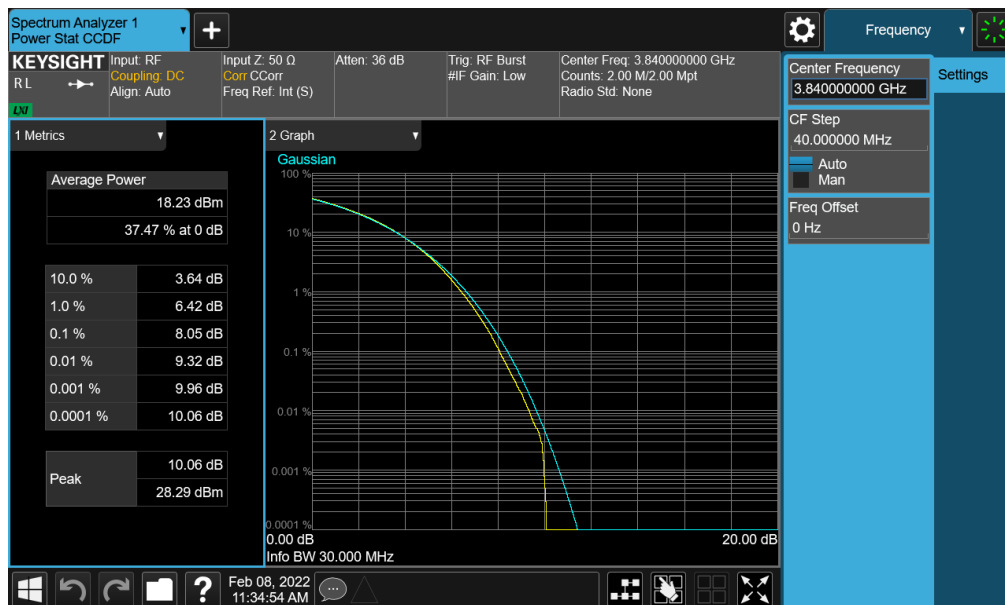 Spectrum Analyzer 1
Power Stat CCDF
+
Frequency
KEYSIGHT
RL
LXI
Input: RF
Coupling: DC
Align: Auto
Input Z: 50 Ω
Corr CCorr
Freq Ref: Int (S)
Atten: 36 dB
Trig: RF Burst
#IF Gain: Low
Center Freq: 3.840000000 GHz
Counts: 2.00 M/2.00 Mpt
Radio Std: None
Center Frequency
3.840000000 GHz
Settings
CF Step
40.000000 MHz
Auto
Man
Freq Offset
0 Hz
1 Metrics
Average Power
18.23 dBm
37.47 % at 0 dB
10.0 % 3.64 dB
1.0 % 6.42 dB
0.1 % 8.05 dB
0.01 % 9.32 dB
0.001 % 9.96 dB
0.0001 % 10.06 dB
Peak
10.06 dB
28.29 dBm
2 Graph
Gaussian
100 %
10 %
1 %
0.1 %
0.01 %
0.001 %
0.0001 %
0.00 dB 20.00 dB
Info BW 30.000 MHz
?
Feb 08, 2022
11:34:54 AM